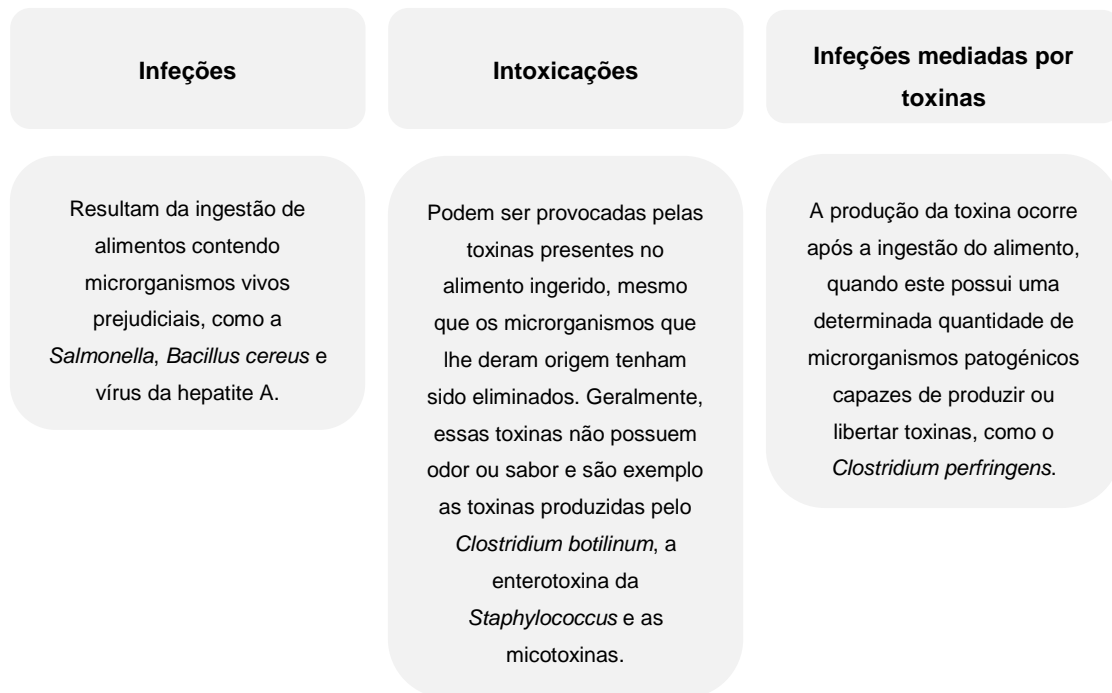 Infeções
Resultam da ingestão de
alimentos contendo
microrganismos vivos
prejudiciais, como a
Salmonella, Bacillus cereus e
vírus da hepatite A.
Intoxicações
Podem ser provocadas pelas
toxinas presentes no
alimento ingerido, mesmo
que os microrganismos que
lhe deram origem tenham
sido eliminados. Geralmente,
essas toxinas não possuem
odor ou sabor e são exemplo
as toxinas produzidas pelo
Clostridium botilinum, a
enterotoxina da
Staphylococcus e as
micotoxinas.
Infeções mediadas por
toxinas
A produção da toxina ocorre
após a ingestão do alimento,
quando este possui uma
determinada quantidade de
microrganismos patogénicos
capazes de produzir ou
libertar toxinas, como o
Clostridium perfringens.